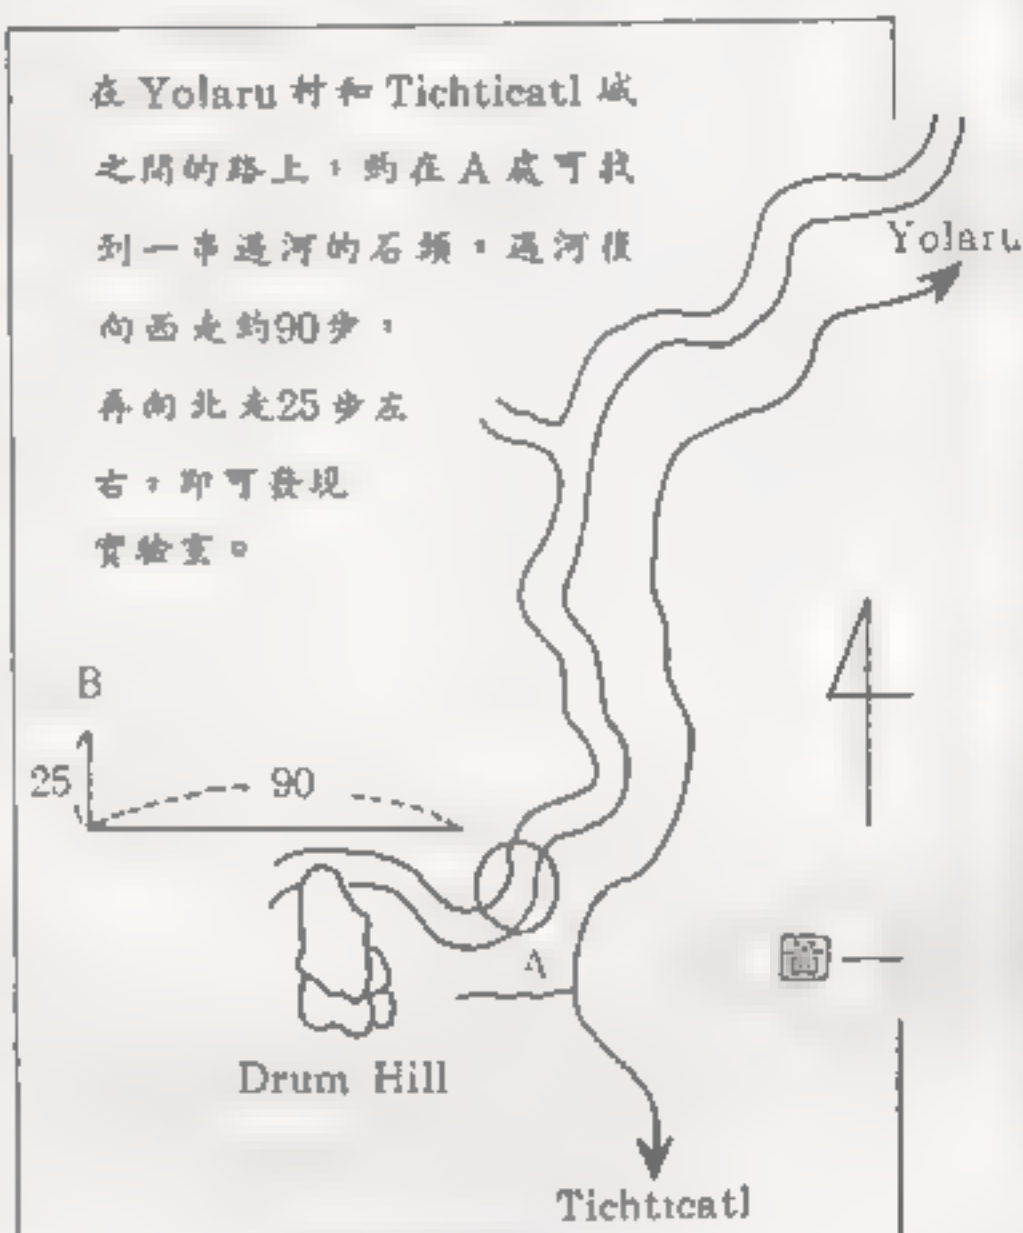 在 Yolaru 村和 Tichticatl 城
之間的路上，約在 A 處可找
到一串過河的石頭。過河後
向西走約90步，
再向北走25步左
右，即可發現
實驗室。
Yolaru
B
25
90
A
Drum Hill
Tichticatl